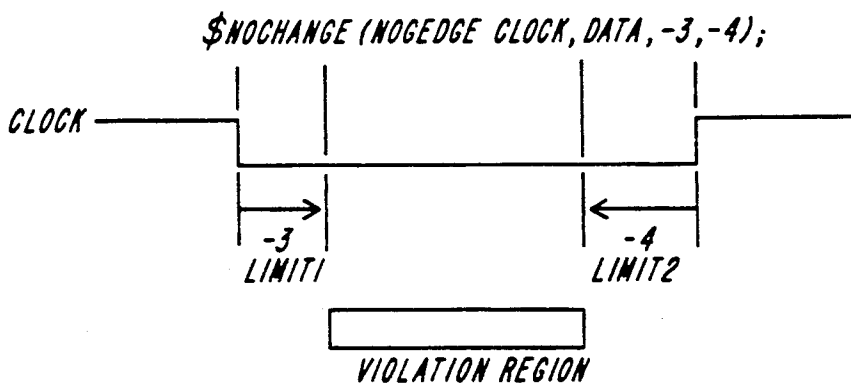 $NOCHANGE (NOGEDGE CLOCK, DATA, -3, -4);
CLOCK
-3
LIMIT1
-4
LIMIT2
VIOLATION REGION